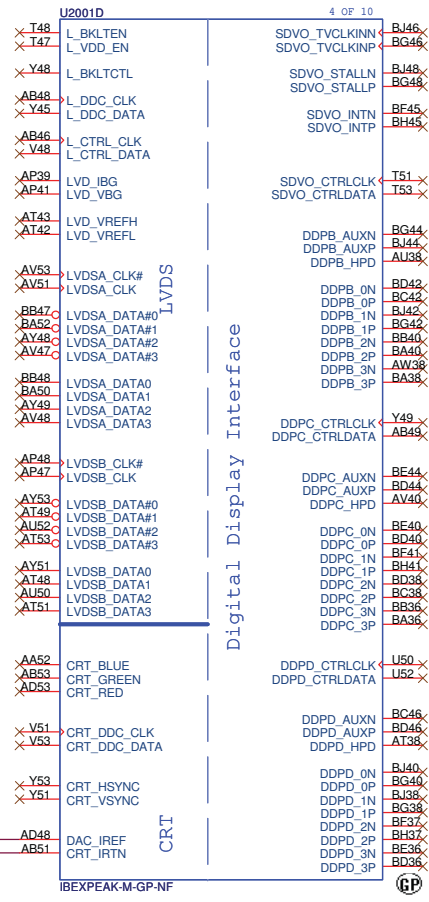 U2001D 4 OF 10
T48 L_BKLTEN SDVO_TVCLKINN BJ46
T47 L_VDD_EN SDVO_TVCLKINP BG46
Y48 L_BKLTCTL SDVO_STALLN BJ48
SDVO_STALLP BG48
AB48 L_DDC_CLK
Y45 L_DDC_DATA SDVO_INTN BF45
SDVO_INTP BH45
AB46 L_CTRL_CLK
V48 L_CTRL_DATA
AP39 LVD_IBG SDVO_CTRLCLK T51
AP41 LVD_VBG SDVO_CTRLDATA T53
AT43 LVD_VREFH
AT42 LVD_VREFL DDPB_AUXN BG44
DDPB_AUXP BJ44
DDPB_HPD AU38
AV53 LVDSA_CLK#
AV51 LVDSA_CLK DDPB_0N BD42
DDPB_0P BC42
BB47 LVDSA_DATA#0 DDPB_1N BJ42
BA52 LVDSA_DATA#1 DDPB_1P BG42
AY48 LVDSA_DATA#2 DDPB_2N BB40
AV47 LVDSA_DATA#3 DDPB_2P BA40
DDPB_3N AW38
BB48 LVDSA_DATA0 DDPB_3P BA38
BA50 LVDSA_DATA1
AY49 LVDSA_DATA2
AV48 LVDSA_DATA3 DDPC_CTRLCLK Y49
DDPC_CTRLDATA AB49
LVDS
Digital Display Interface
AP48 LVDSB_CLK#
AP47 LVDSB_CLK DDPC_AUXN BE44
DDPC_AUXP BD44
AY53 LVDSB_DATA#0 DDPC_HPD AV40
AT49 LVDSB_DATA#1
AU52 LVDSB_DATA#2 DDPC_0N BE40
AT53 LVDSB_DATA#3 DDPC_0P BD40
DDPC_1N BF41
AY51 LVDSB_DATA0 DDPC_1P BH41
AT48 LVDSB_DATA1 DDPC_2N BD38
AU50 LVDSB_DATA2 DDPC_2P BC38
AT51 LVDSB_DATA3 DDPC_3N BB36
DDPC_3P BA36
AA52 CRT_BLUE DDPD_CTRLCLK U50
AB53 CRT_GREEN DDPD_CTRLDATA U52
AD53 CRT_RED
DDPD_AUXN BC46
V51 CRT_DDC_CLK DDPD_AUXP BD46
V53 CRT_DDC_DATA DDPD_HPD AT38
DDPD_0N BJ40
Y53 CRT_HSYNC DDPD_0P BG40
Y51 CRT_VSYNC DDPD_1N BJ38
DDPD_1P BG38
DDPD_2N BF37
AD48 DAC_IREF DDPD_2P BH37
AB51 CRT_IRTN DDPD_3N BE36
DDPD_3P BD36
CRT
IBEXPEAK-M-GP-NF GP